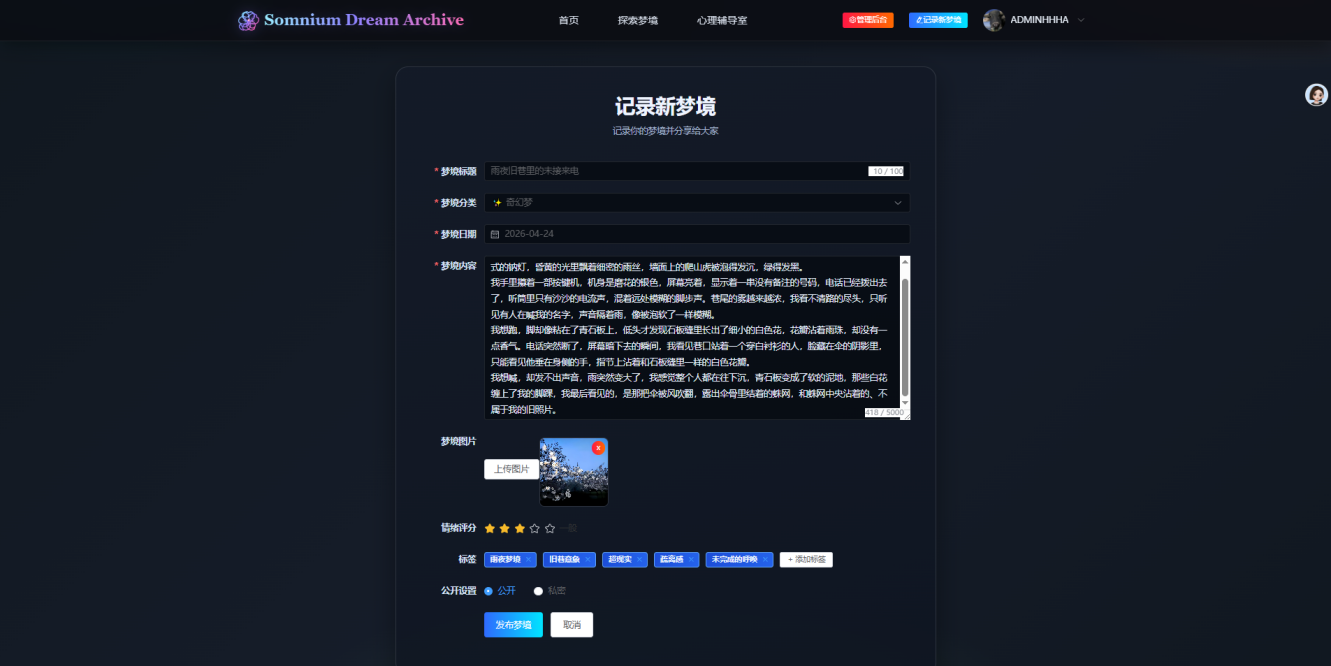 Somnium Dream Archive
首页
探索梦境
心理辅导室
管理后台
记录新梦境
ADMINHHHA
记录新梦境
记录你的梦境并分享给大家
* 梦境标题
雨夜旧巷里的未接来电
10 / 100
* 梦境分类
奇幻梦
* 梦境日期
2026-04-24
* 梦境内容
式的钠灯，昏黄的光里飘着细密的雨丝，墙面上的爬山虎被泡得发沉，绿得发黑。
我手里攥着一部按键机，机身是磨花的银色，屏幕亮着，显示着一串没有备注的号码，电话已经拨出去
了，听筒里只有沙沙的电流声，混着远处模糊的脚步声。巷尾的雾越来越浓，我看不清路的尽头，只听
见有人在喊我的名字，声音隔着雨，像被泡软了一样模糊。
我想跑，脚却像粘在了青石板上，低头才发现石板缝里长出了细小的白色花，花瓣沾着雨珠，却没有一
点香气。电话突然断了，屏幕暗下去的瞬间，我看见巷口站着一个穿白衬衫的人，脸藏在伞的阴影里，
只能看见他垂在身侧的手，指节上沾着和石板缝里一样的白色花瓣。
我想喊，却发不出声音，雨突然变大了，我感觉整个人都在往下沉，青石板变成了软的泥地，那些白花
缠上了我的脚踝，我最后看见的，是那把伞被风吹翻，露出伞骨里结着的蛛网，和蛛网中央沾着的、不
属于我的旧照片。
418 / 5000
梦境图片
上传图片
情绪评分
一般
标签
雨夜梦境
旧巷意象
超现实
疏离感
未完成的呼唤
+ 添加标签
公开设置
公开
私密
发布梦境
取消